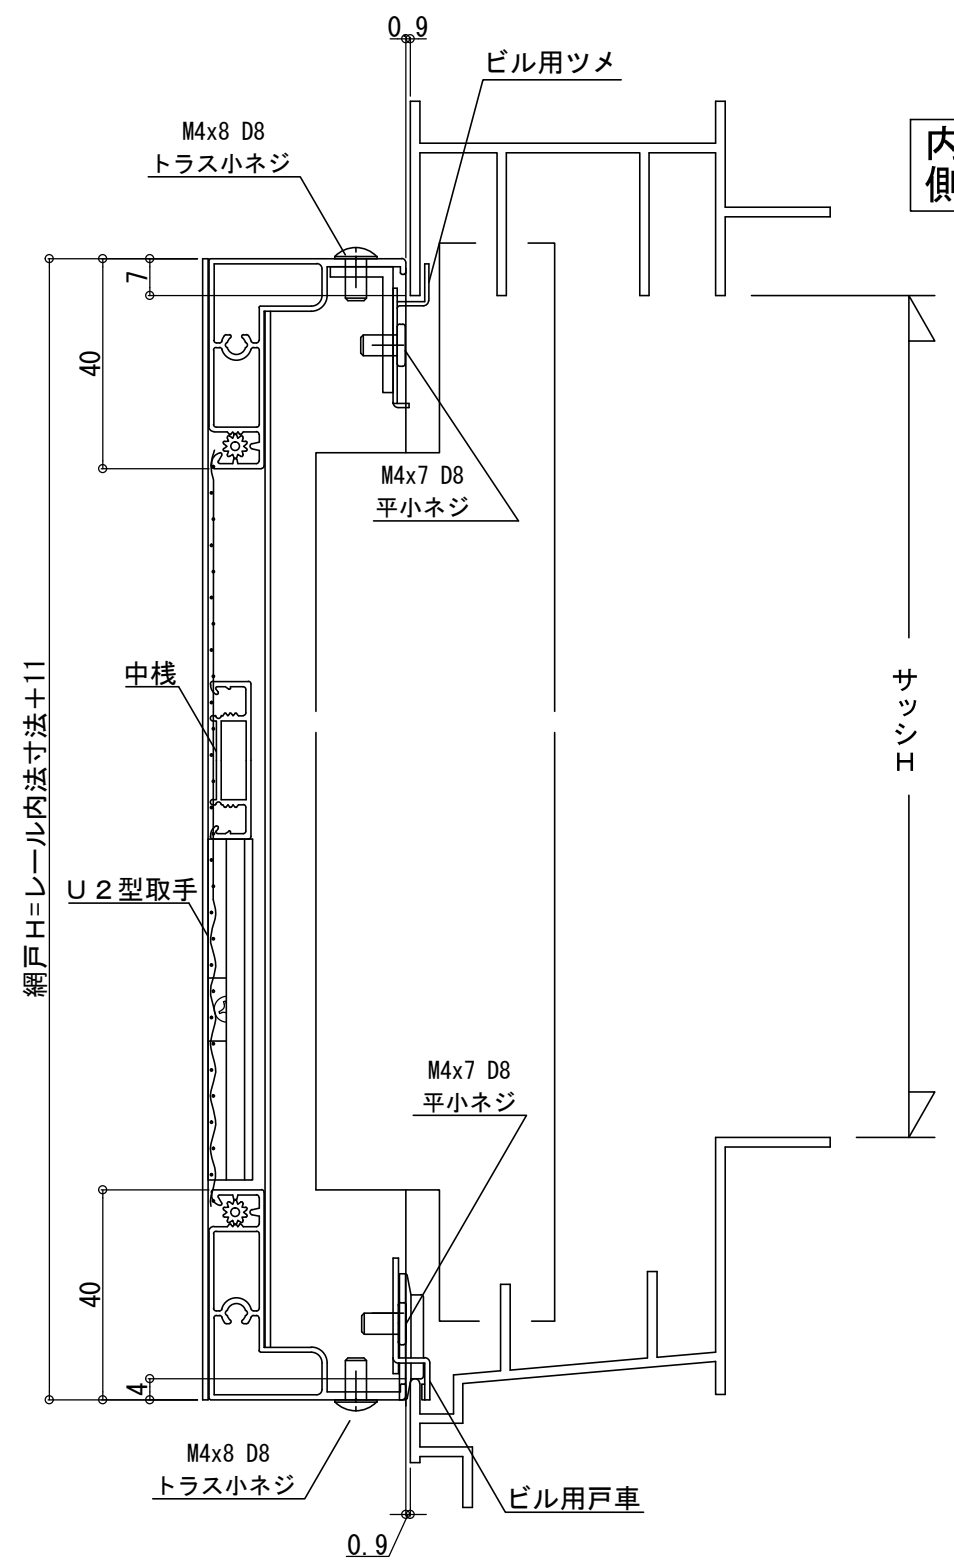 0.9
ビル用ツメ
M4x8 D8
トラス小ネジ
内
側
7
40
M4x7 D8
平小ネジ
中桟
サッシH
網戸H=レール内法寸法+11
U2型取手
M4x7 D8
平小ネジ
40
4
M4x8 D8
トラス小ネジ
ビル用戸車
0.9